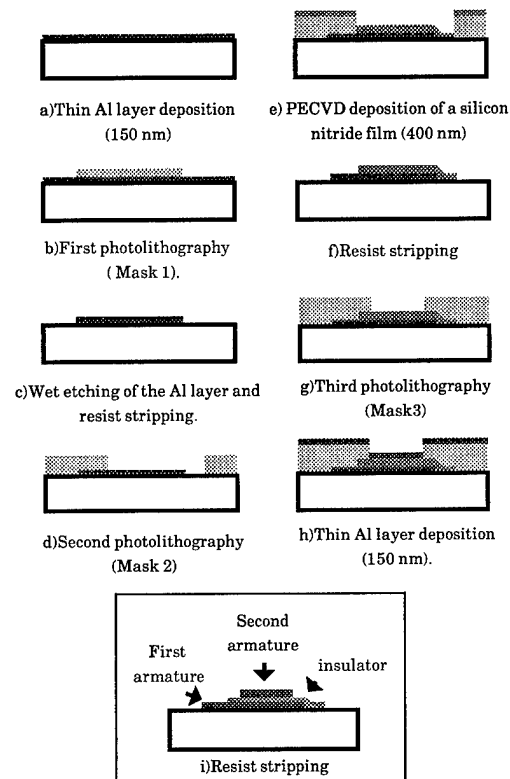 a)Thin Al layer deposition
(150 nm)
b)First photolithography
( Mask 1).
c)Wet etching of the Al layer and
resist stripping.
d)Second photolithography
(Mask 2)
e) PECVD deposition of a silicon
nitride film (400 nm)
f)Resist stripping
g)Third photolithography
(Mask3)
h)Thin Al layer deposition
(150 nm).
First
armature
Second
armature
insulator
i)Resist stripping